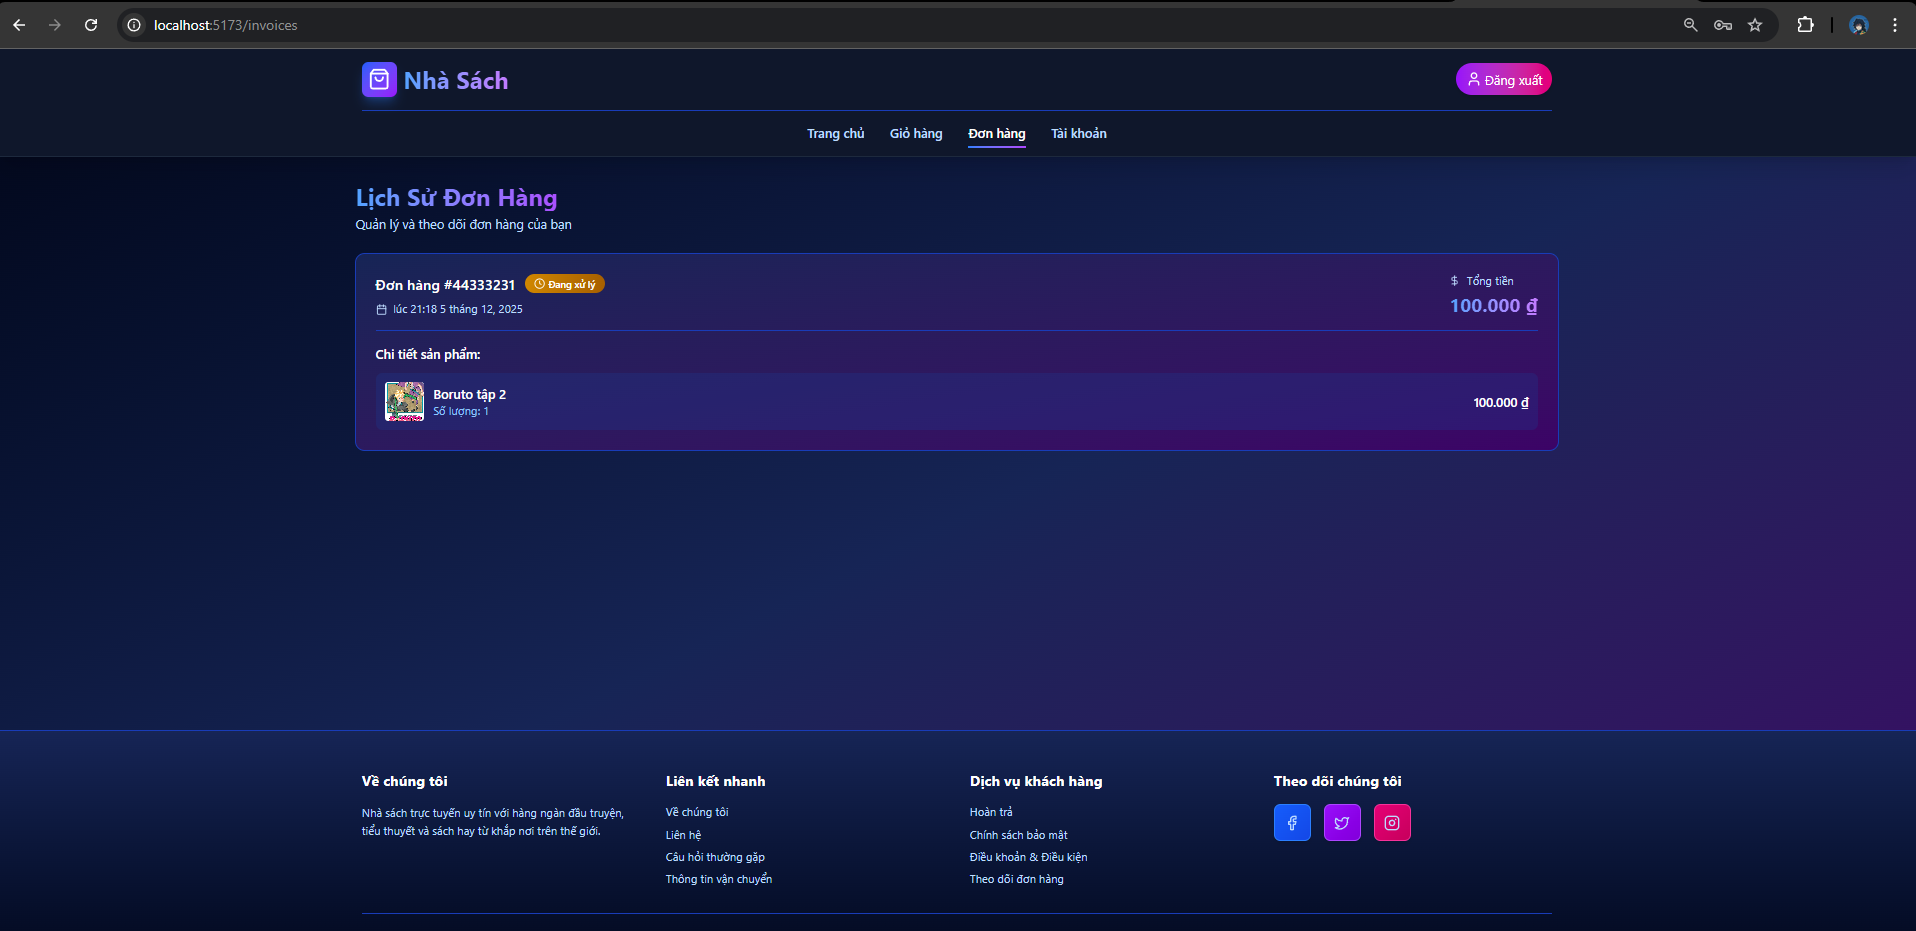 localhost:5173/invoices
Nhà Sách
Đăng xuất
Trang chủ Giỏ hàng Đơn hàng Tài khoản
Lịch Sử Đơn Hàng
Quản lý và theo dõi đơn hàng của bạn
Đơn hàng #44333231 Đang xử lý
lúc 21:18 5 tháng 12, 2025
Tổng tiền
100.000 ₫
Chi tiết sản phẩm:
Boruto tập 2
Số lượng: 1
100.000 ₫
Về chúng tôi
Nhà sách trực tuyến uy tín với hàng ngàn đầu truyện,
tiểu thuyết và sách hay từ khắp nơi trên thế giới.
Liên kết nhanh
Về chúng tôi
Liên hệ
Câu hỏi thường gặp
Thông tin vận chuyển
Dịch vụ khách hàng
Hoàn trả
Chính sách bảo mật
Điều khoản & Điều kiện
Theo dõi đơn hàng
Theo dõi chúng tôi